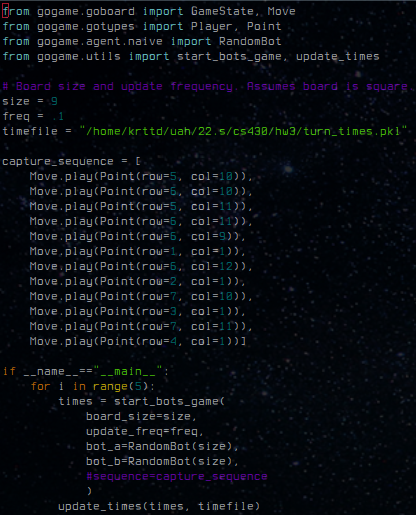 from gogame.goboard import GameState, Move
from gogame.gotypes import Player, Point
from gogame.agent.naive import RandomBot
from gogame.utils import start_bots_game, update_times

# Board size and update frequency. Assumes board is square
size = 9
freq = .1
timefile = "/home/krttd/uah/22.s/cs430/hw3/turn_times.pkl"

capture_sequence = [
    Move.play(Point(row=5, col=10)),
    Move.play(Point(row=6, col=10)),
    Move.play(Point(row=5, col=11)),
    Move.play(Point(row=6, col=11)),
    Move.play(Point(row=6, col=9)),
    Move.play(Point(row=1, col=1)),
    Move.play(Point(row=6, col=12)),
    Move.play(Point(row=2, col=1)),
    Move.play(Point(row=7, col=10)),
    Move.play(Point(row=3, col=1)),
    Move.play(Point(row=7, col=11)),
    Move.play(Point(row=4, col=1))]

if __name__=="__main__":
    for i in range(5):
        times = start_bots_game(
            board_size=size,
            update_freq=freq,
            bot_a=RandomBot(size),
            bot_b=RandomBot(size),
            #sequence=capture_sequence
            )
        update_times(times, timefile)